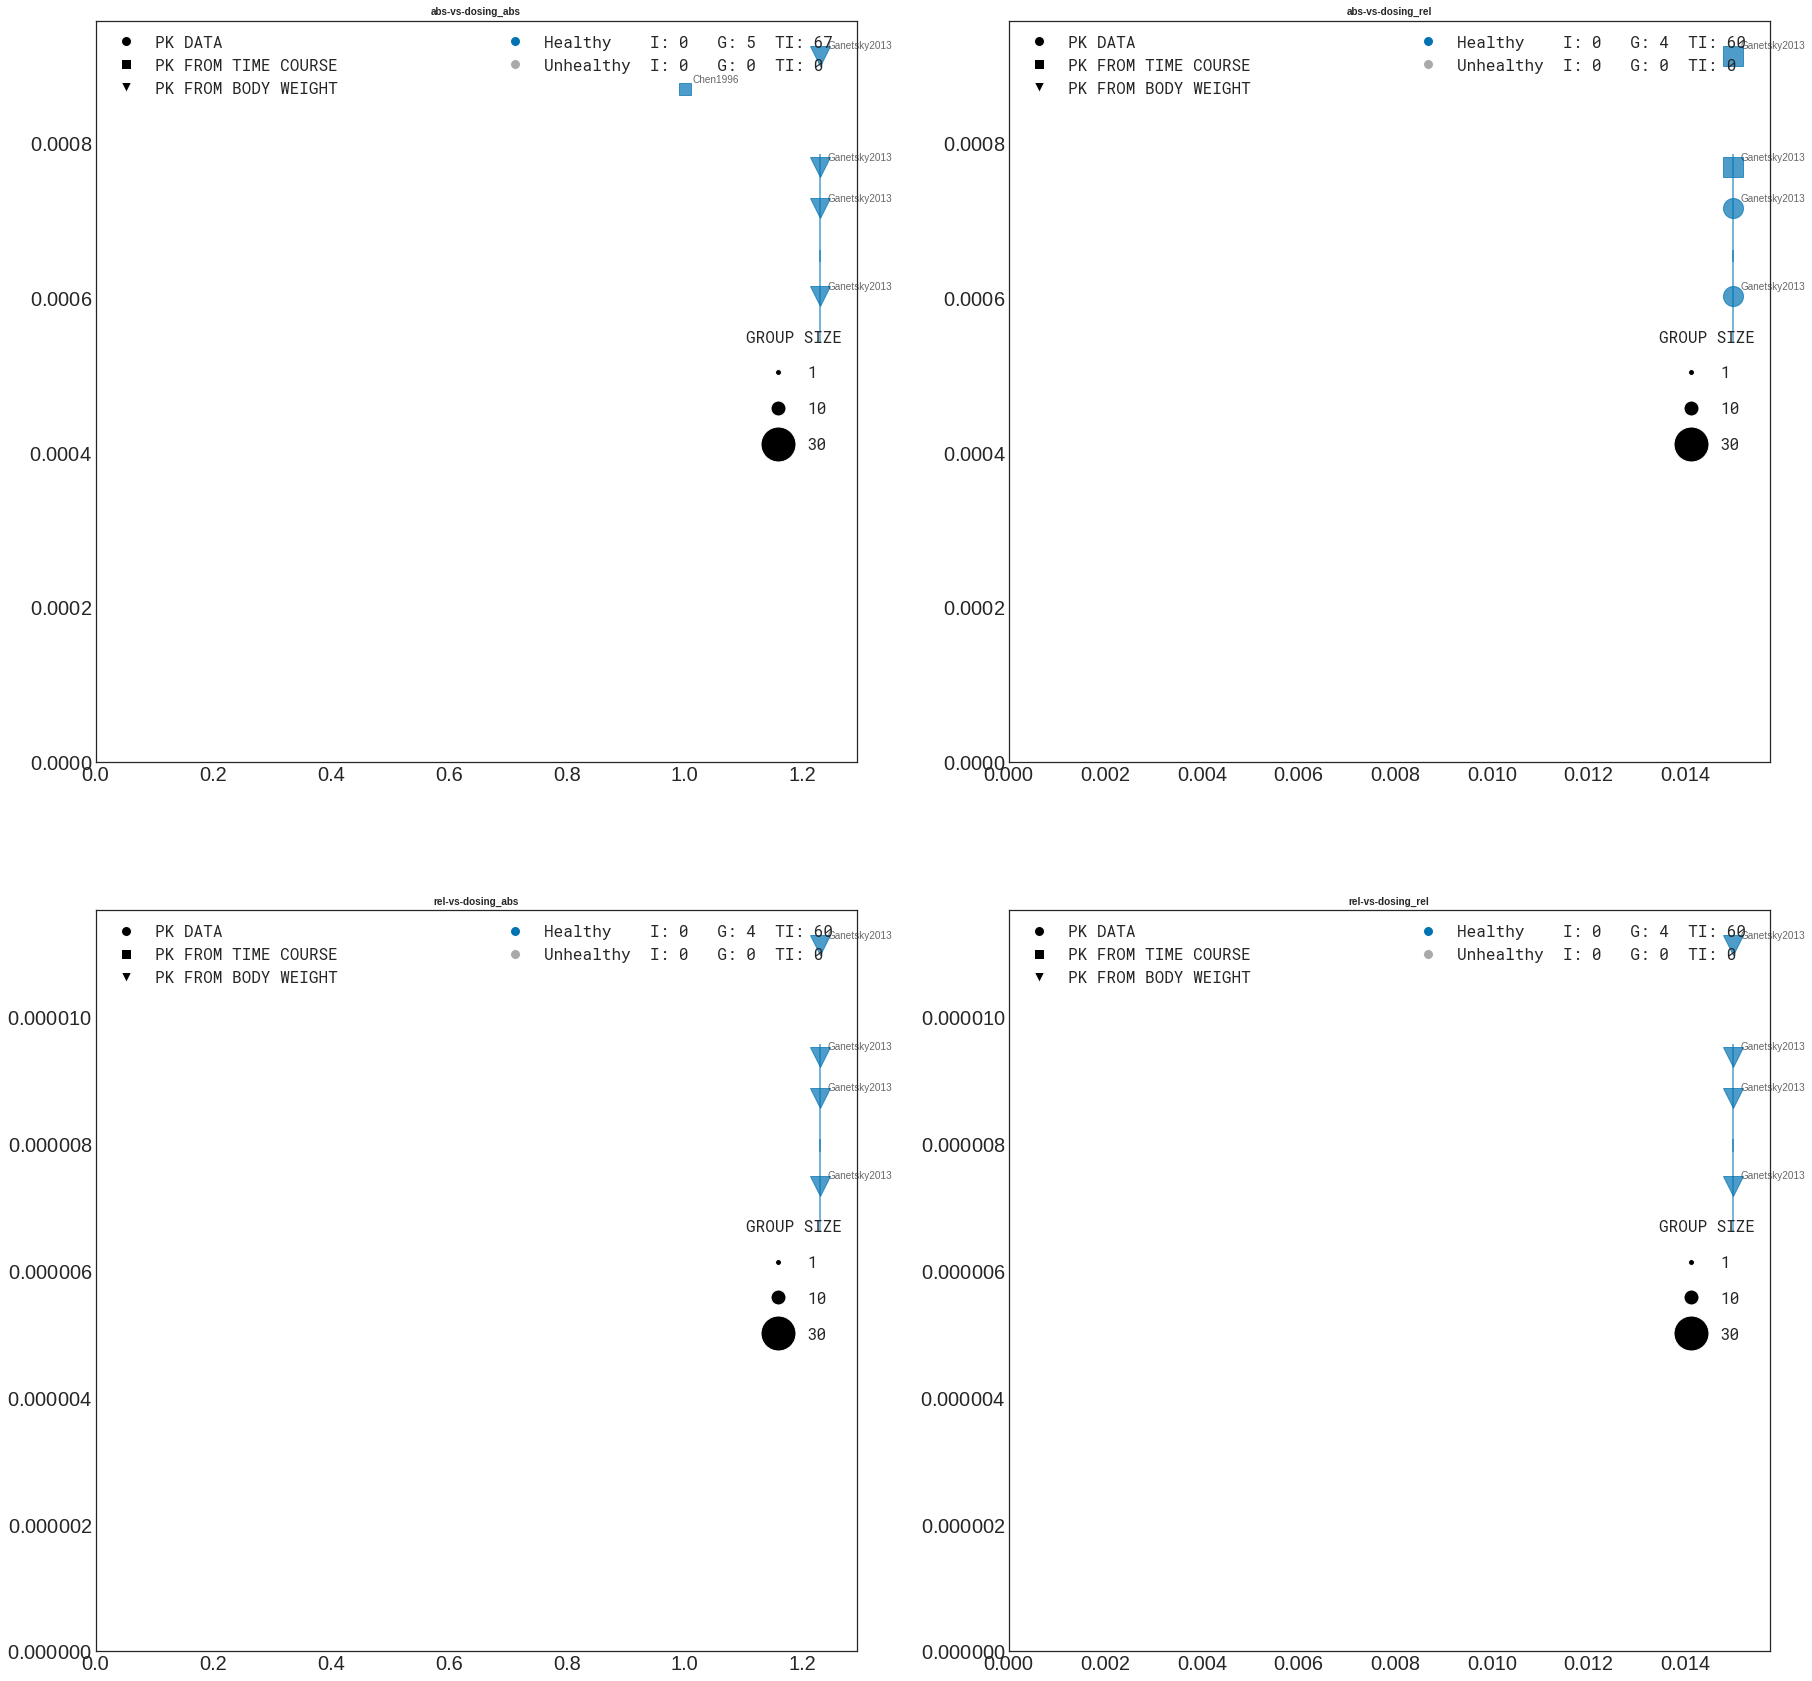 abs-vs-dosing_abs
PK DATA
PK FROM TIME COURSE
PK FROM BODY WEIGHT
Healthy I: 0 G: 5 TI: 67
Unhealthy I: 0 G: 0 TI: 0
Ganetsky2013
Chen1996
Ganetsky2013
Ganetsky2013
Ganetsky2013
GROUP SIZE
1
10
30
0.0008
0.0006
0.0004
0.0002
0.0000
0.0 0.2 0.4 0.6 0.8 1.0 1.2
abs-vs-dosing_rel
PK DATA
PK FROM TIME COURSE
PK FROM BODY WEIGHT
Healthy I: 0 G: 4 TI: 60
Unhealthy I: 0 G: 0 TI: 0
Ganetsky2013
Ganetsky2013
Ganetsky2013
Ganetsky2013
GROUP SIZE
1
10
30
0.0008
0.0006
0.0004
0.0002
0.0000
0.000 0.002 0.004 0.006 0.008 0.010 0.012 0.014
rel-vs-dosing_abs
PK DATA
PK FROM TIME COURSE
PK FROM BODY WEIGHT
Healthy I: 0 G: 4 TI: 60
Unhealthy I: 0 G: 0 TI: 0
Ganetsky2013
Ganetsky2013
Ganetsky2013
Ganetsky2013
GROUP SIZE
1
10
30
0.000010
0.000008
0.000006
0.000004
0.000002
0.000000
0.0 0.2 0.4 0.6 0.8 1.0 1.2
rel-vs-dosing_rel
PK DATA
PK FROM TIME COURSE
PK FROM BODY WEIGHT
Healthy I: 0 G: 4 TI: 60
Unhealthy I: 0 G: 0 TI: 0
Ganetsky2013
Ganetsky2013
Ganetsky2013
Ganetsky2013
GROUP SIZE
1
10
30
0.000010
0.000008
0.000006
0.000004
0.000002
0.000000
0.000 0.002 0.004 0.006 0.008 0.010 0.012 0.014